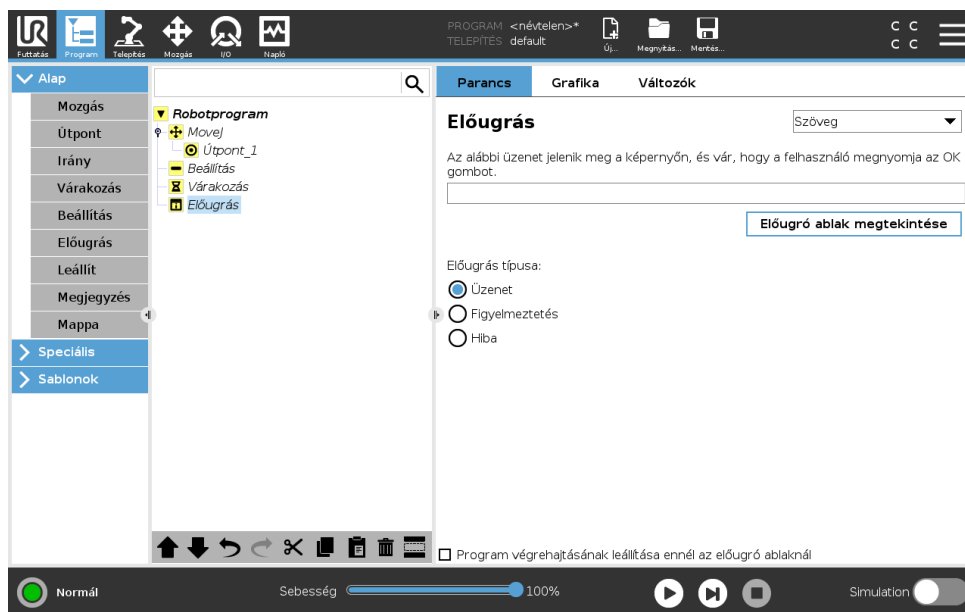 PROGRAM <névtelen>*
TELEPÍTÉS default
Futtatás Program Telepítés Mozgás I/O Napló Új... Megnyitás... Mentés...
C C
C C
Alap
Mozgás
Útpont
Irány
Várakozás
Beállítás
Előugrás
Leállít
Megjegyzés
Mappa
Speciális
Sablonok
Robotprogram
MoveJ
Útpont_1
Beállítás
Várakozás
Előugrás
Parancs Grafika Változók
Előugrás Szöveg
Az alábbi üzenet jelenik meg a képernyőn, és vár, hogy a felhasználó megnyomja az OK
gombot.
Előugró ablak megtekintése
Előugrás típusa:
Üzenet
Figyelmeztetés
Hiba
Program végrehajtásának leállítása ennél az előugró ablaknál
Normál Sebesség 100% Simulation